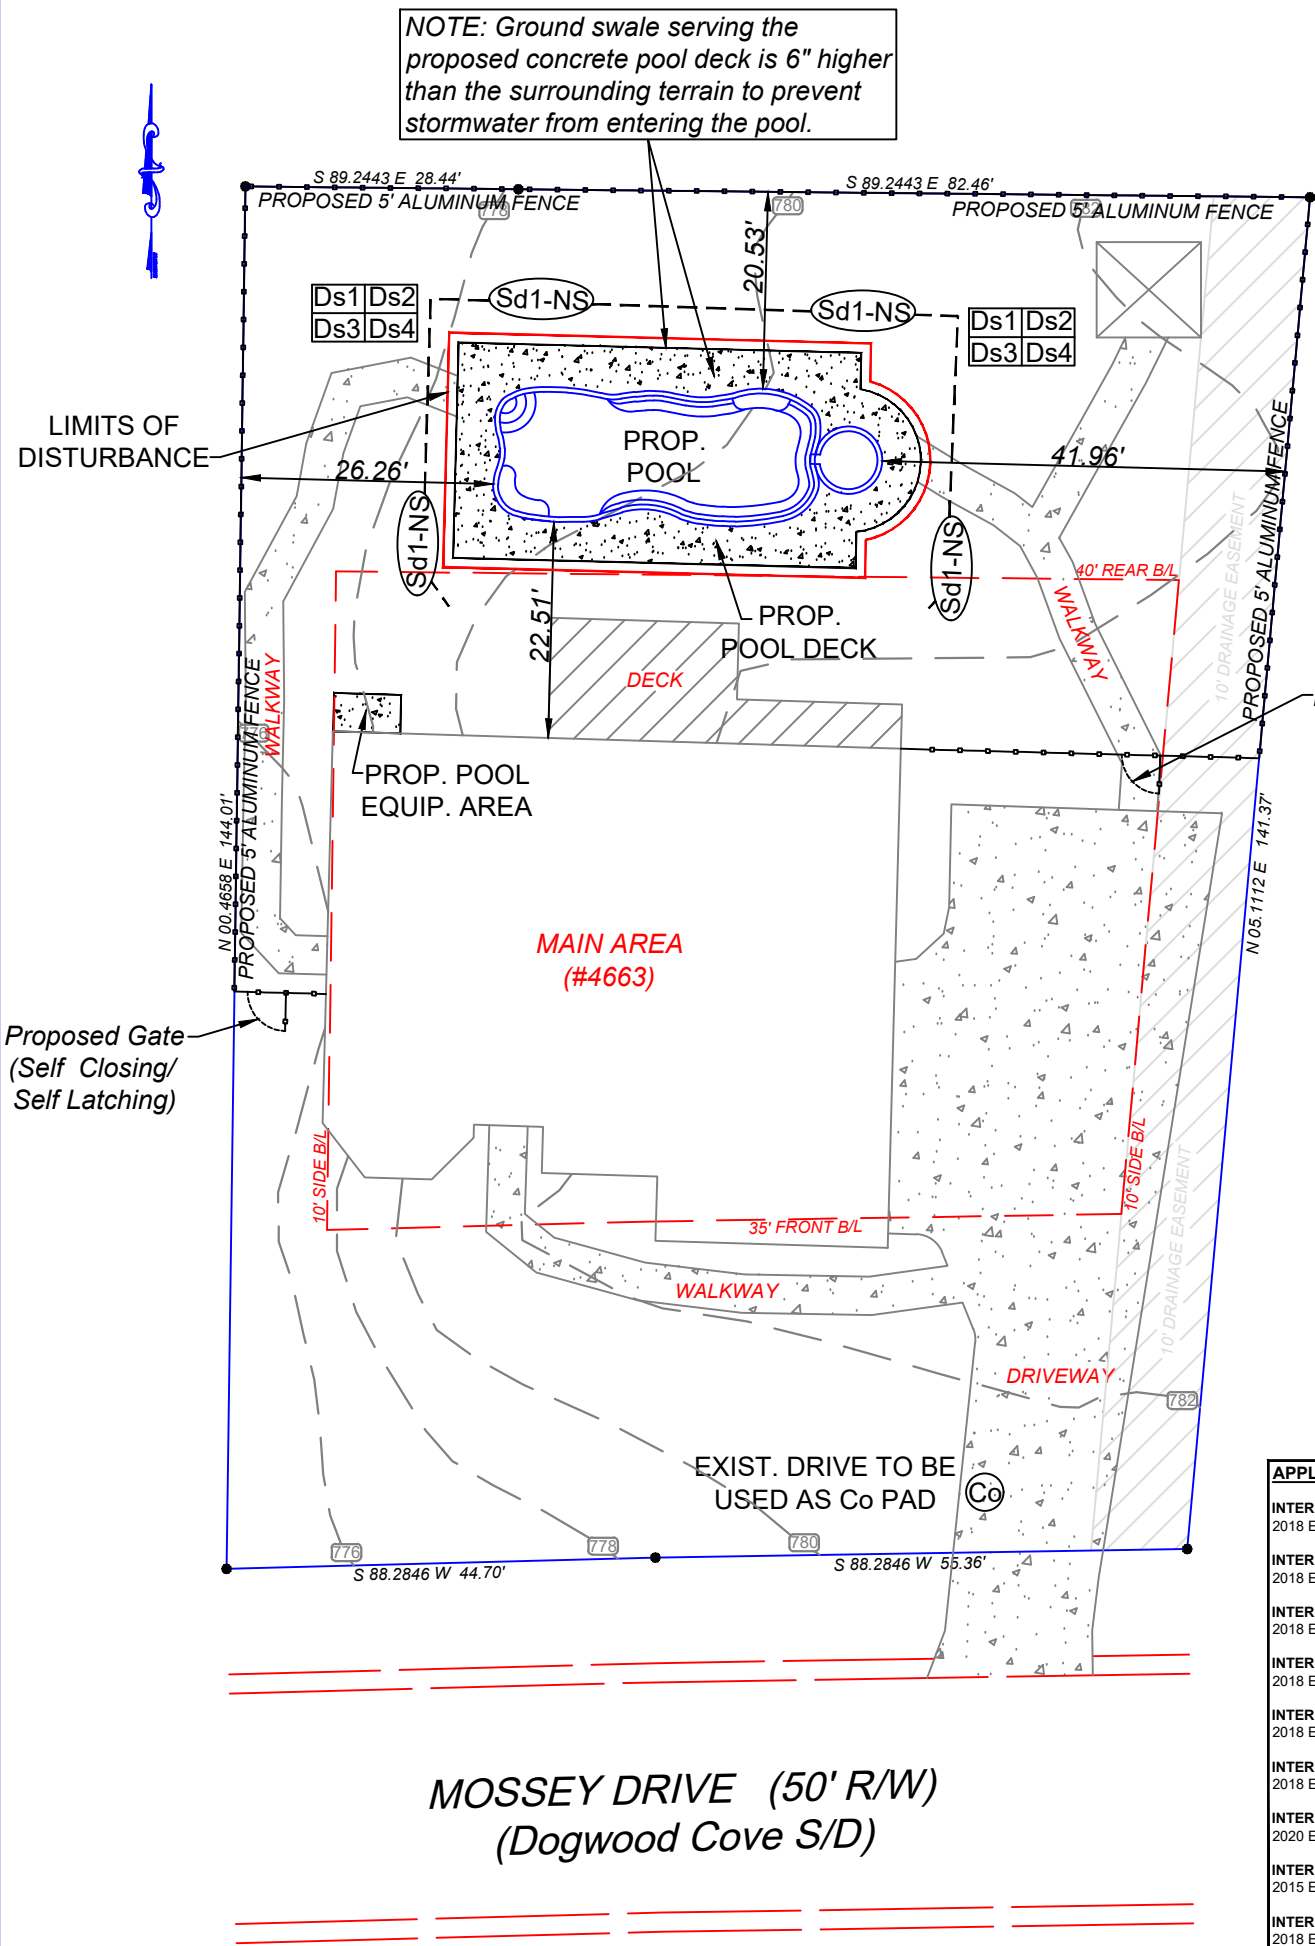 NOTE: Ground swale serving the
proposed concrete pool deck is 6" higher
than the surrounding terrain to prevent
stormwater from entering the pool.
S 89.2443 E 28.44'
S 89.2443 E 82.46'
PROPOSED 5' ALUMINUM FENCE
PROPOSED 5' ALUMINUM FENCE
778
780
782
20.53'
Ds1 Ds2
Ds3 Ds4
Sd1-NS
Sd1-NS
Ds1 Ds2
Ds3 Ds4
LIMITS OF
DISTURBANCE
26.26'
PROP.
POOL
41.96'
Sd1-NS
Sd1-NS
PROPOSED 5' ALUMINUM FENCE
10' DRAINAGE EASEMENT
40' REAR B/L
22.51'
PROP.
POOL DECK
WALKWAY
DECK
WALKWAY
776
PROP. POOL
EQUIP. AREA
N 00.4658 E 144.01'
PROPOSED 5' ALUMINUM FENCE
N 05.1112 E 141.37'
MAIN AREA
(#4663)
Proposed Gate
(Self Closing/
Self Latching)
10' SIDE B/L
10' SIDE B/L
10' DRAINAGE EASEMENT
35' FRONT B/L
WALKWAY
DRIVEWAY
782
EXIST. DRIVE TO BE
USED AS Co PAD
Co
776
778
780
S 88.2846 W 44.70'
S 88.2846 W 55.36'
MOSSEY DRIVE (50' R/W)
(Dogwood Cove S/D)
APPL
INTER
2018 E
INTER
2018 E
INTER
2018 E
INTER
2018 E
INTER
2018 E
INTER
2018 E
INTER
2020 E
INTER
2015 E
INTER
2018 E